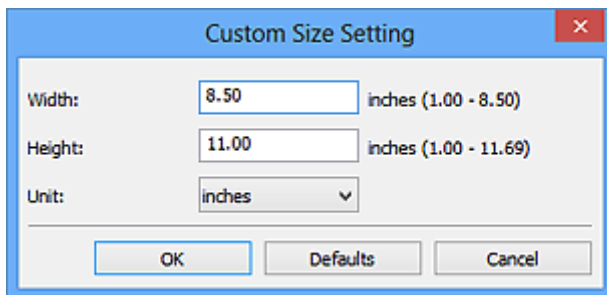 Custom Size Setting
Width: 8.50 inches (1.00 - 8.50)
Height: 11.00 inches (1.00 - 11.69)
Unit: inches
OK Defaults Cancel